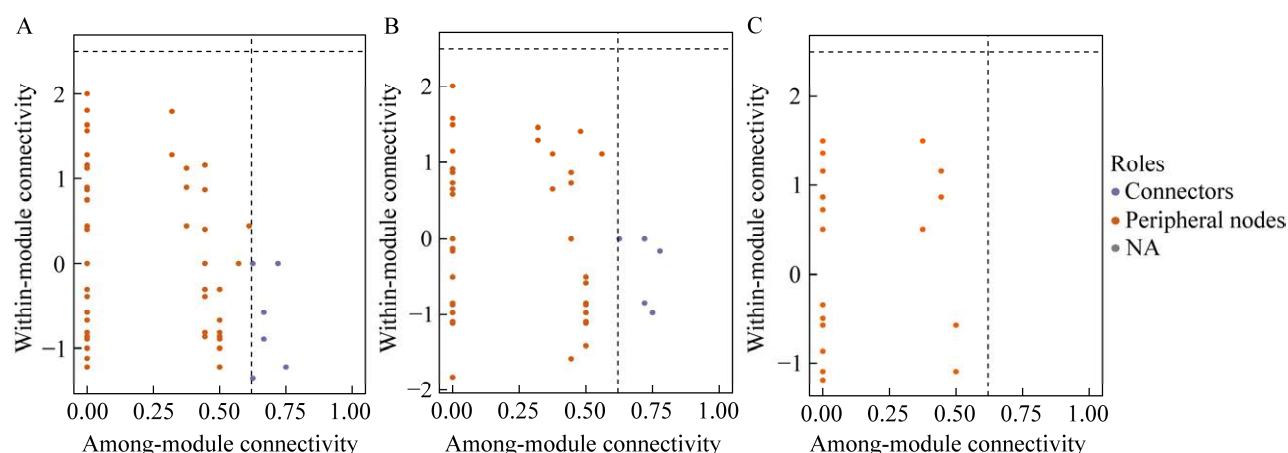 A
Within-module connectivity
2
1
0
−1
0.00 0.25 0.50 0.75 1.00
Among-module connectivity
B
Within-module connectivity
2
1
0
−1
−2
0.00 0.25 0.50 0.75 1.00
Among-module connectivity
C
Within-module connectivity
2
1
0
−1
0.00 0.25 0.50 0.75 1.00
Among-module connectivity
Roles
Connectors
Peripheral nodes
NA